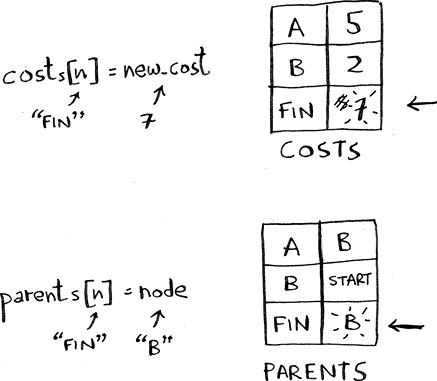 costs[n] = new_cost
"FIN" 7
A 5
B 2
FIN 7
COSTS
parents[n] = node
"FIN" "B"
A B
B START
FIN B
PARENTS